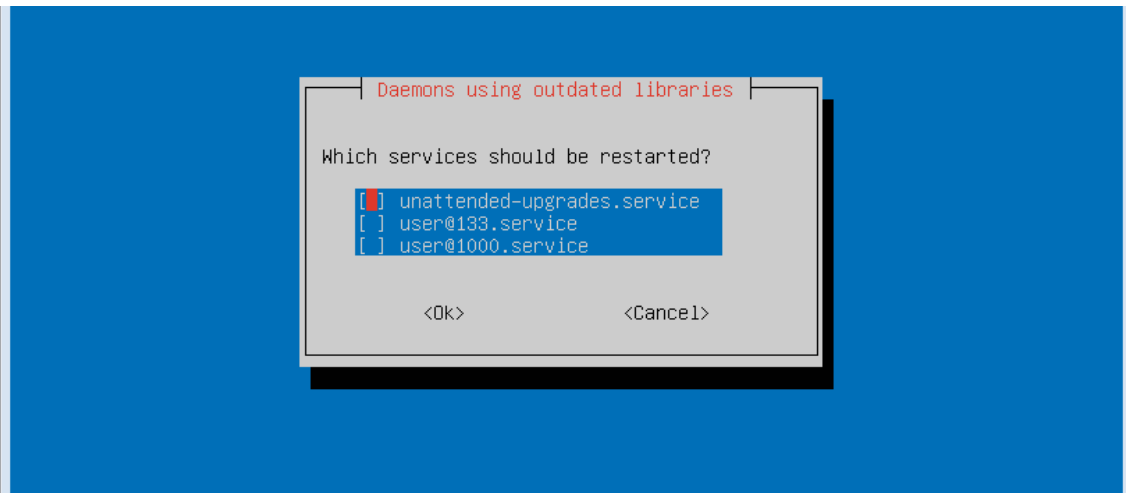 Daemons using outdated libraries
Which services should be restarted?
[ ] unattended-upgrades.service
[ ] user@133.service
[ ] user@1000.service
<Ok> <Cancel>